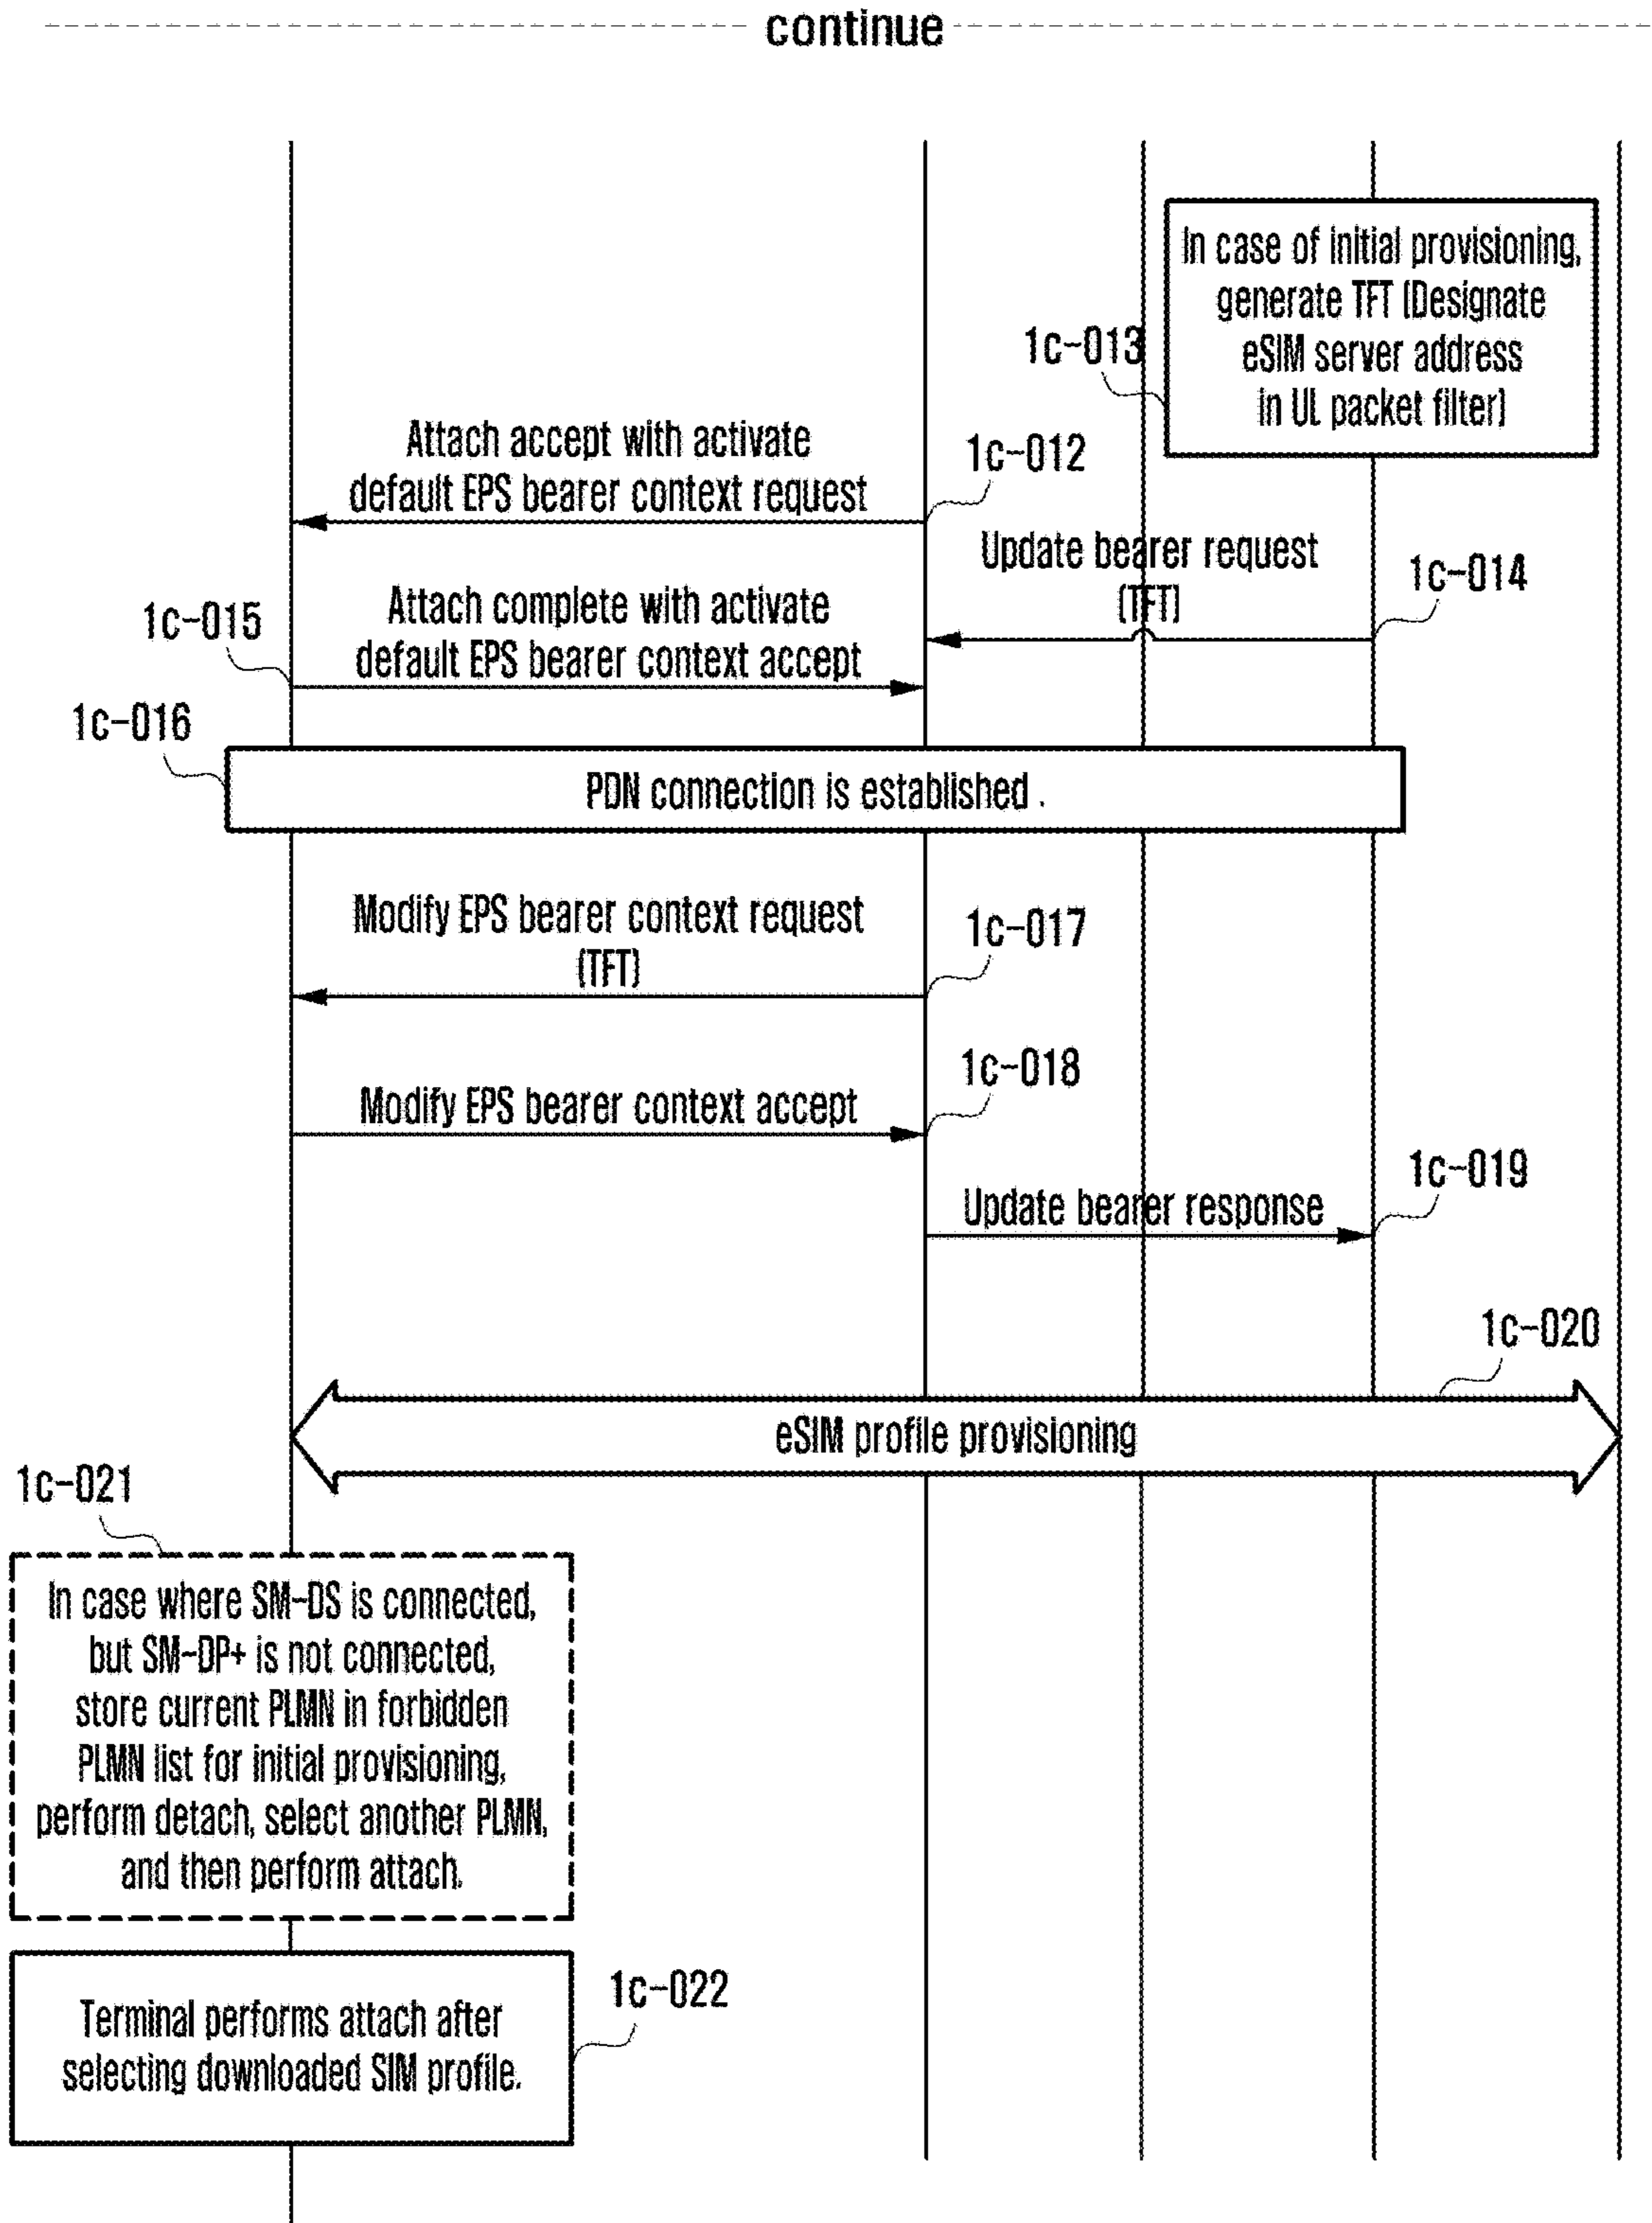 continue
In case of initial provisioning,
generate TFT (Designate
eSIM server address
in UL packet filter)
1c-013
Attach accept with activate
default EPS bearer context request
1c-012
Update bearer request
(TFT)
1c-014
Attach complete with activate
default EPS bearer context accept
1c-015
1c-016
PDN connection is established .
Modify EPS bearer context request
(TFT)
1c-017
1c-018
Modify EPS bearer context accept
1c-019
Update bearer response
1c-020
eSIM profile provisioning
1c-021
In case where SM-DS is connected,
but SM-DP+ is not connected,
store current PLMN in forbidden
PLMN list for initial provisioning,
perform detach, select another PLMN,
and then perform attach.
1c-022
Terminal performs attach after
selecting downloaded SIM profile.